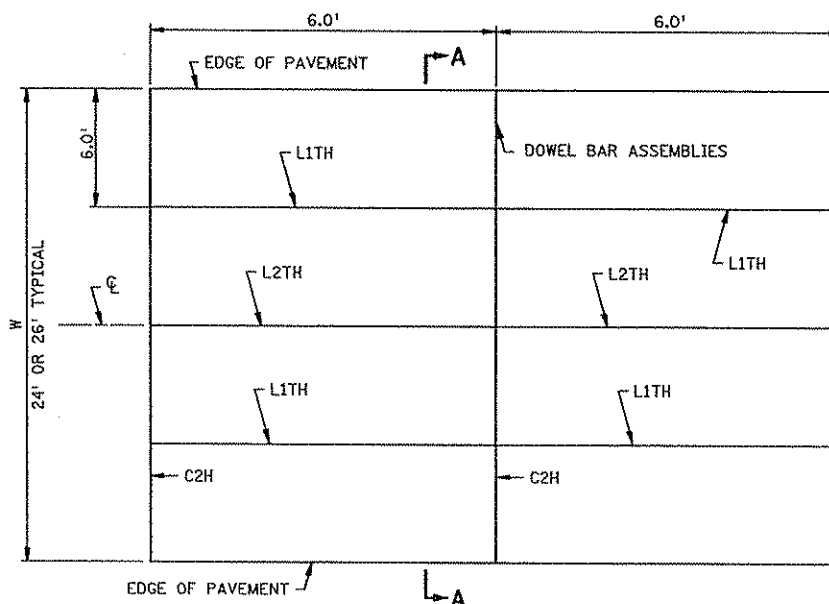 6.0'
6.0'
EDGE OF PAVEMENT
A
6.0'
DOWEL BAR ASSEMBLIES
L1TH
L1TH
L2TH
L2TH
℄
W
24' OR 26' TYPICAL
L1TH
L1TH
C2H
C2H
EDGE OF PAVEMENT
A